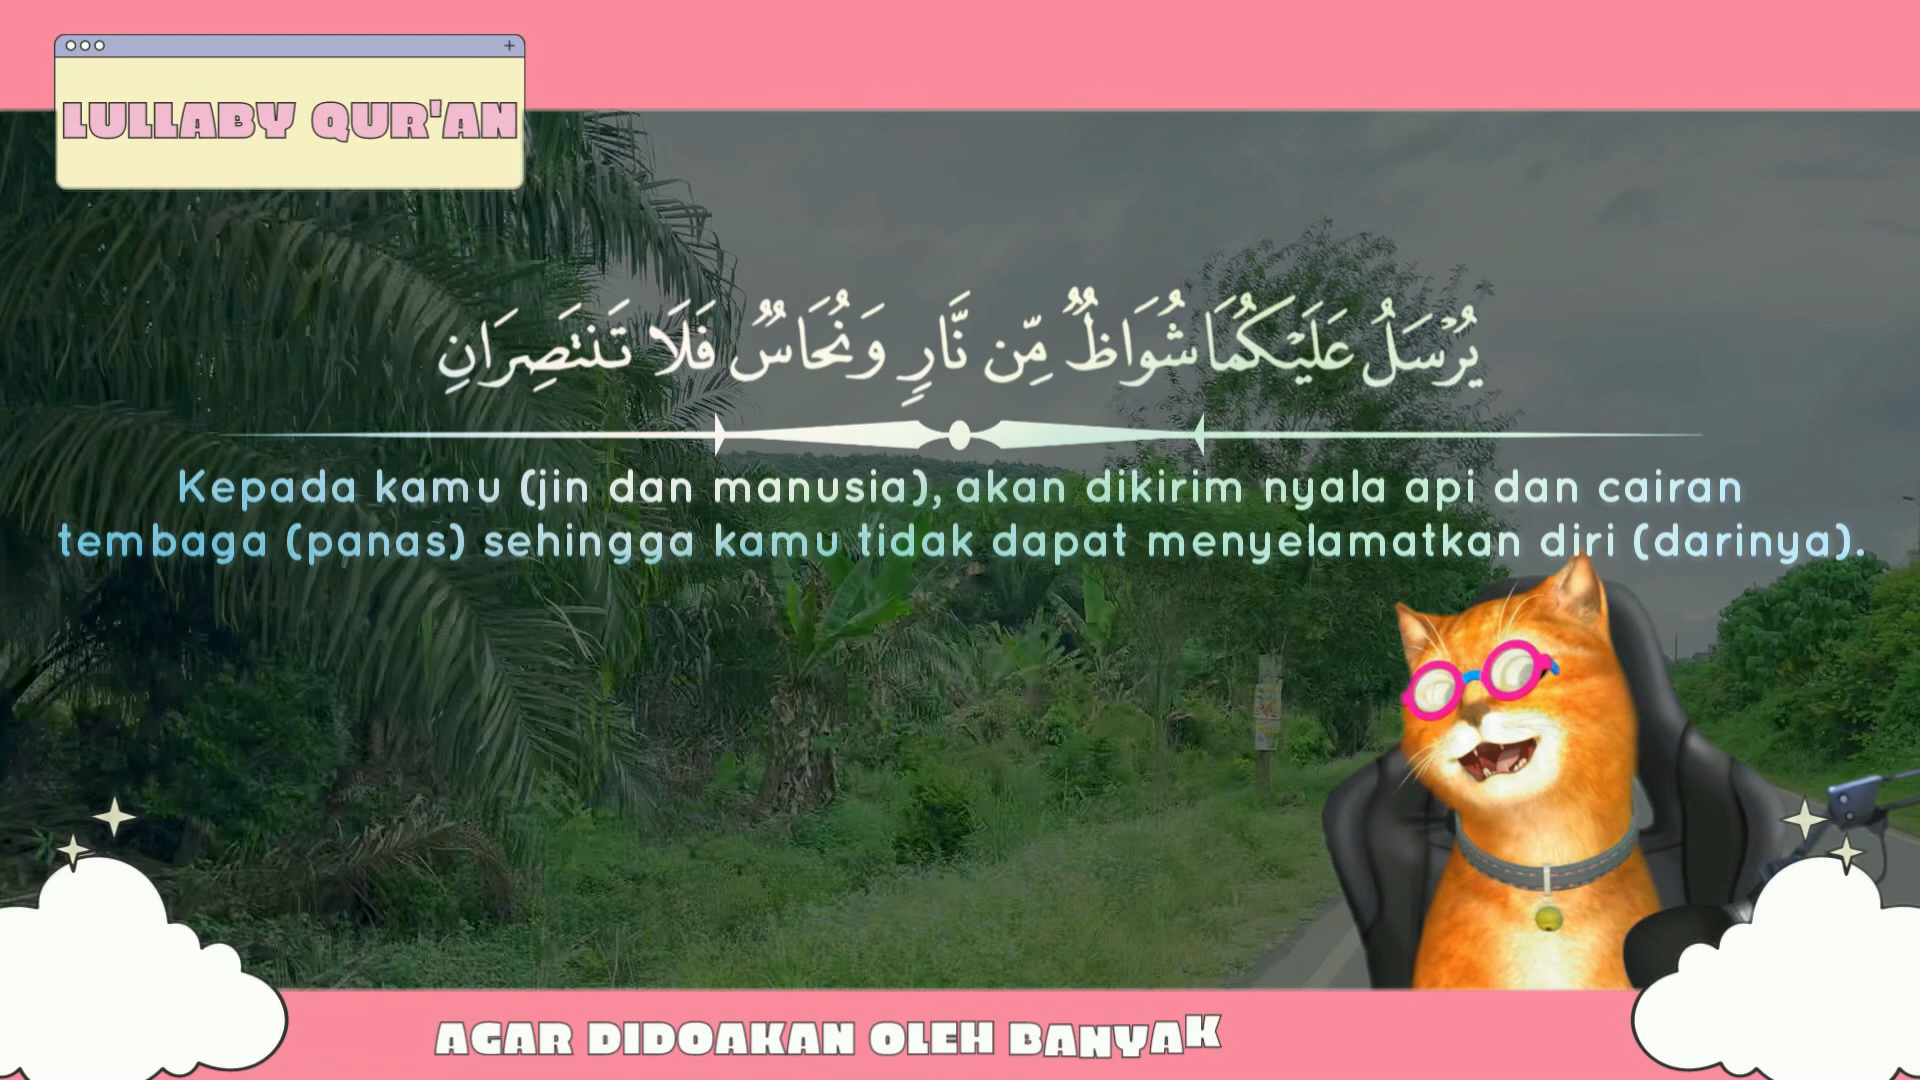 LULLABY QUR'AN
يُرْسَلُ عَلَيْكُمَا شُوَاظٌ مِّن نَّارٍ وَنُحَاسٌ فَلَا تَنتَصِرَانِ
Kepada kamu (jin dan manusia), akan dikirim nyala api dan cairan
tembaga (panas) sehingga kamu tidak dapat menyelamatkan diri (darinya).
AGAR DIDOAKAN OLEH BANYAK